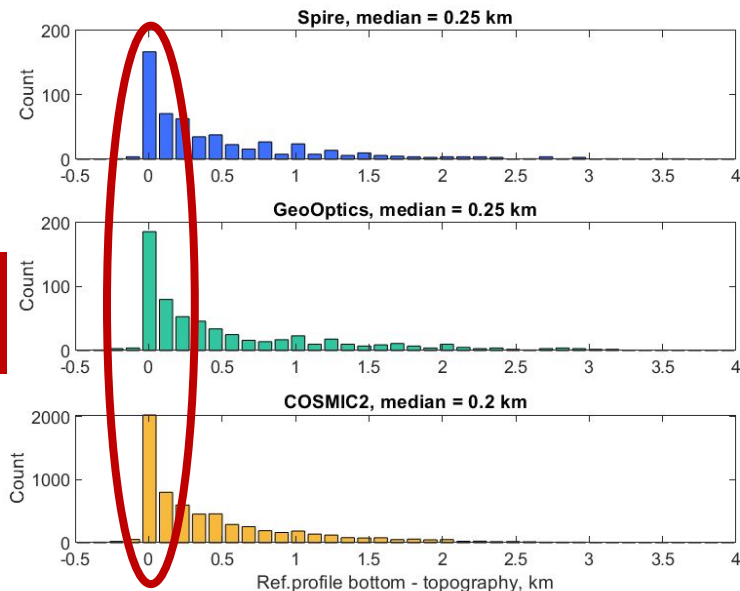 Spire, median = 0.25 km
200
100
0
Count
-0.5 0 0.5 1 1.5 2 2.5 3 3.5 4
GeoOptics, median = 0.25 km
200
100
0
Count
-0.5 0 0.5 1 1.5 2 2.5 3 3.5 4
COSMIC2, median = 0.2 km
2000
1000
0
Count
-0.5 0 0.5 1 1.5 2 2.5 3 3.5 4
Ref.profile bottom - topography, km